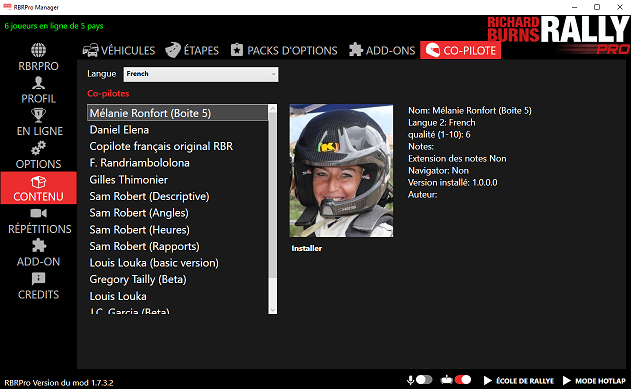 RBRPro Manager
6 joueurs en ligne de 5 pays
RICHARD
BURNS
RALLY
PRO
VÉHICULES
ÉTAPES
PACKS D'OPTIONS
ADD-ONS
CO-PILOTE
RBRPRO
PROFIL
EN LIGNE
OPTIONS
CONTENU
RÉPÉTITIONS
ADD-ON
CREDITS
Langue French
Co-pilotes
Mélanie Ronfort (Boite 5)
Daniel Elena
Copilote français original RBR
F. Randriambololona
Gilles Thimonier
Sam Robert (Descriptive)
Sam Robert (Angles)
Sam Robert (Heures)
Sam Robert (Rapports)
Louis Louka (basic version)
Gregory Tailly (Beta)
Louis Louka
J.C. Garcia (Beta)
Installer
Nom: Mélanie Ronfort (Boite 5)
Langue 2: French
qualité (1-10): 6
Notes:
Extension des notes Non
Navigator: Non
Version installé: 1.0.0.0
Auteur:
RBRPro Version du mod 1.7.3.2
ÉCOLE DE RALLYE
MODE HOTLAP